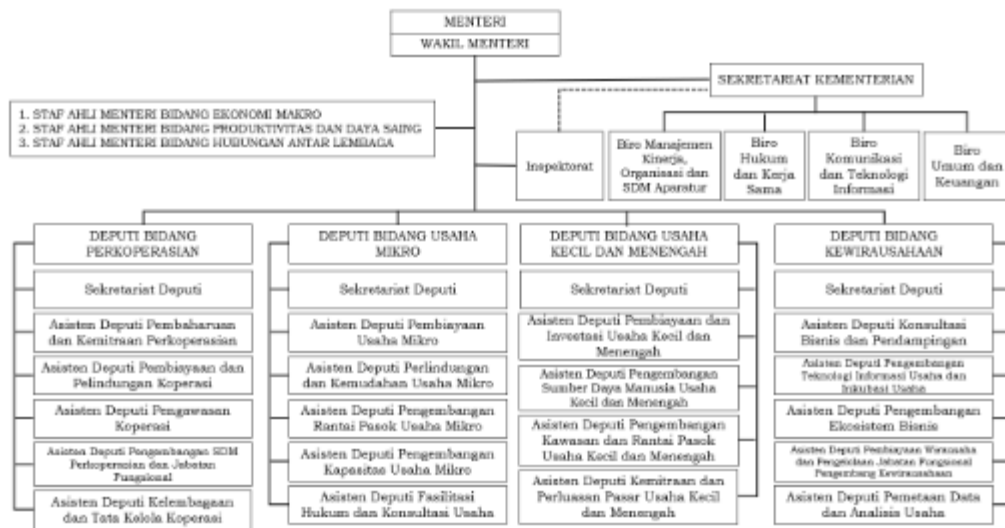 MENTERI
WAKIL MENTERI
SEKRETARIAT KEMENTERIAN
1. STAF AHLI MENTERI BIDANG EKONOMI MAKRO
2. STAF AHLI MENTERI BIDANG PRODUKTIVITAS DAN DAYA SAING
3. STAF AHLI MENTERI BIDANG HUBUNGAN ANTAR LEMBAGA
Inspektorat
Biro Manajemen
Kinerja,
Organisasi dan
SDM Aparatur
Biro
Hukum
dan Kerja
Sama
Biro
Komunikasi
dan Teknologi
Informasi
Biro
Umum dan
Keuangan
DEPUTI BIDANG
PERKOPERASIAN
Sekretariat Deputi
Asisten Deputi Pembaharuan
dan Kemitraan Perkoperasian
Asisten Deputi Pembiayaan dan
Pelindungan Koperasi
Asisten Deputi Pengawasan
Koperasi
Asisten Deputi Pengembangan SDM
Perkoperasian dan Jabatan
Fungsional
Asisten Deputi Kelembagaan
dan Tata Kelola Koperasi
DEPUTI BIDANG USAHA
MIKRO
Sekretariat Deputi
Asisten Deputi Pembiayaan
Usaha Mikro
Asisten Deputi Perlindungan
dan Kemudahan Usaha Mikro
Asisten Deputi Pengembangan
Rantai Pasok Usaha Mikro
Asisten Deputi Pengembangan
Kapasitas Usaha Mikro
Asisten Deputi Fasilitasi
Hukum dan Konsultasi Usaha
DEPUTI BIDANG USAHA
KECIL DAN MENENGAH
Sekretariat Deputi
Asisten Deputi Pembiayaan dan
Investasi Usaha Kecil dan
Menengah
Asisten Deputi Pengembangan
Sumber Daya Manusia Usaha
Kecil dan Menengah
Asisten Deputi Pengembangan
Kawasan dan Rantai Pasok
Usaha Kecil dan Menengah
Asisten Deputi Kemitraan dan
Perluasan Pasar Usaha Kecil
dan Menengah
DEPUTI BIDANG
KEWIRAUSAHAAN
Sekretariat Deputi
Asisten Deputi Konsultasi
Bisnis dan Pendampingan
Asisten Deputi Pengembangan
Teknologi Informasi Usaha dan
Inkubasi Usaha
Asisten Deputi Pengembangan
Ekosistem Bisnis
Asisten Deputi Pembiayaan Wirausaha
dan Pengelolaan Jabatan Fungsional
Pengembang Kewirausahaan
Asisten Deputi Pemetaan Data
dan Analisis Usaha